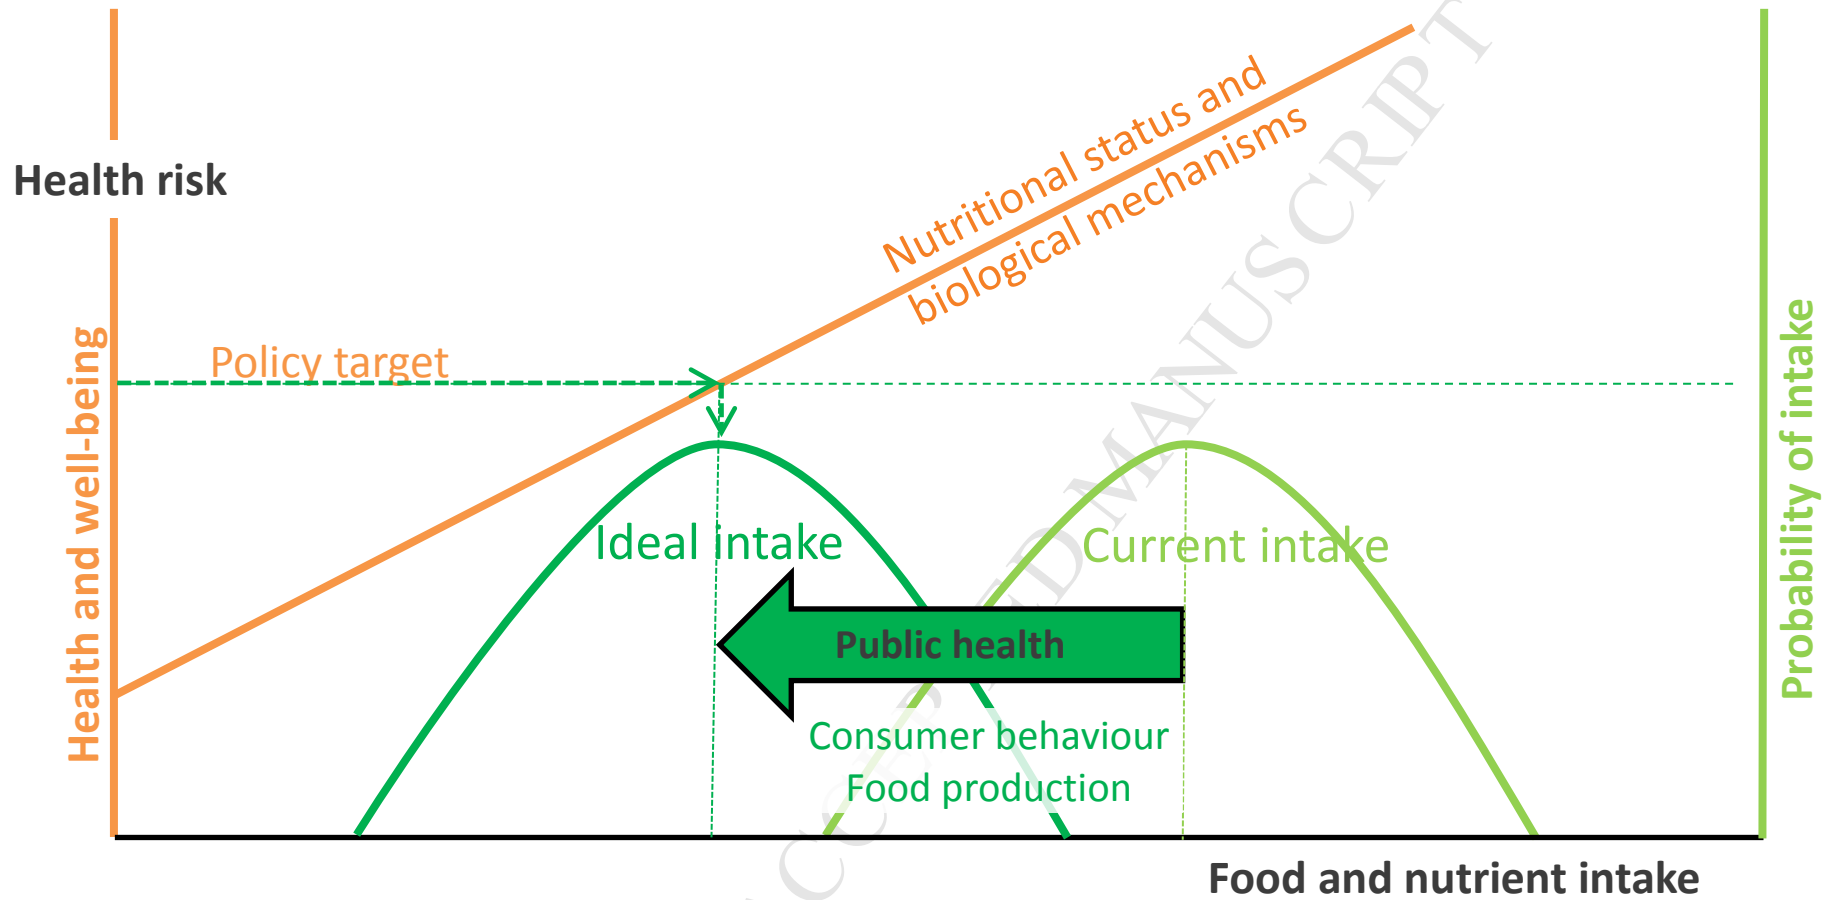 Health risk
Nutritional status and
biological mechanisms
Policy target
Health and well-being
Probability of intake
Ideal intake
Current intake
Public health
Consumer behaviour
Food production
Food and nutrient intake
MANUSCRIPT